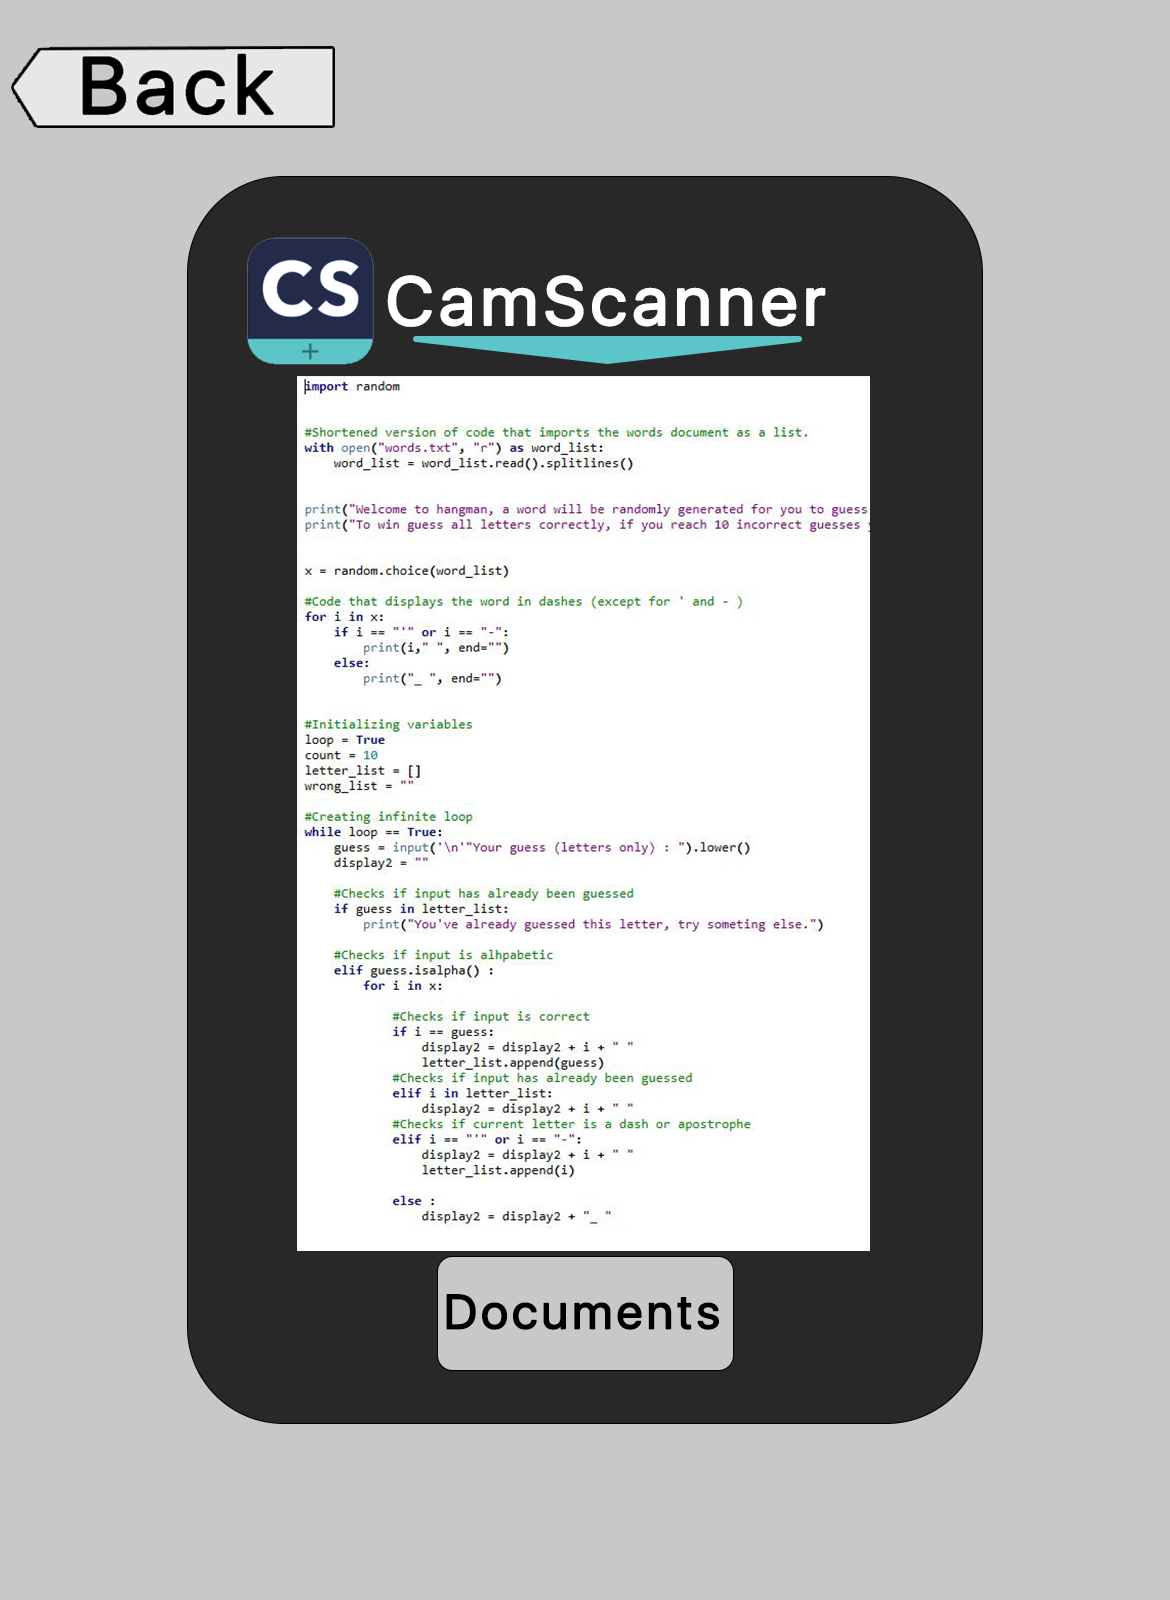 Back
CS
+
CamScanner
import random
#Shortened version of code that imports the words document as a list.
with open("words.txt", "r") as word_list:
    word_list = word_list.read().splitlines()
print("Welcome to hangman, a word will be randomly generated for you to guess
print("To win guess all letters correctly, if you reach 10 incorrect guesses
x = random.choice(word_list)
#Code that displays the word in dashes (except for ' and - )
for i in x:
    if i == "'" or i == "-":
        print(i," ", end="")
    else:
        print("_ ", end="")
#Initializing variables
loop = True
count = 10
letter_list = []
wrong_list = ""
#Creating infinite loop
while loop == True:
    guess = input('\n'"Your guess (letters only) : ").lower()
    display2 = ""
    #Checks if input has already been guessed
    if guess in letter_list:
        print("You've already guessed this letter, try someting else.")
    #Checks if input is alhpabetic
    elif guess.isalpha() :
        for i in x:
            #Checks if input is correct
            if i == guess:
                display2 = display2 + i + " "
                letter_list.append(guess)
            #Checks if input has already been guessed
            elif i in letter_list:
                display2 = display2 + i + " "
            #Checks if current letter is a dash or apostrophe
            elif i == "'" or i == "-":
                display2 = display2 + i + " "
                letter_list.append(i)
            else :
                display2 = display2 + "_ "
Documents